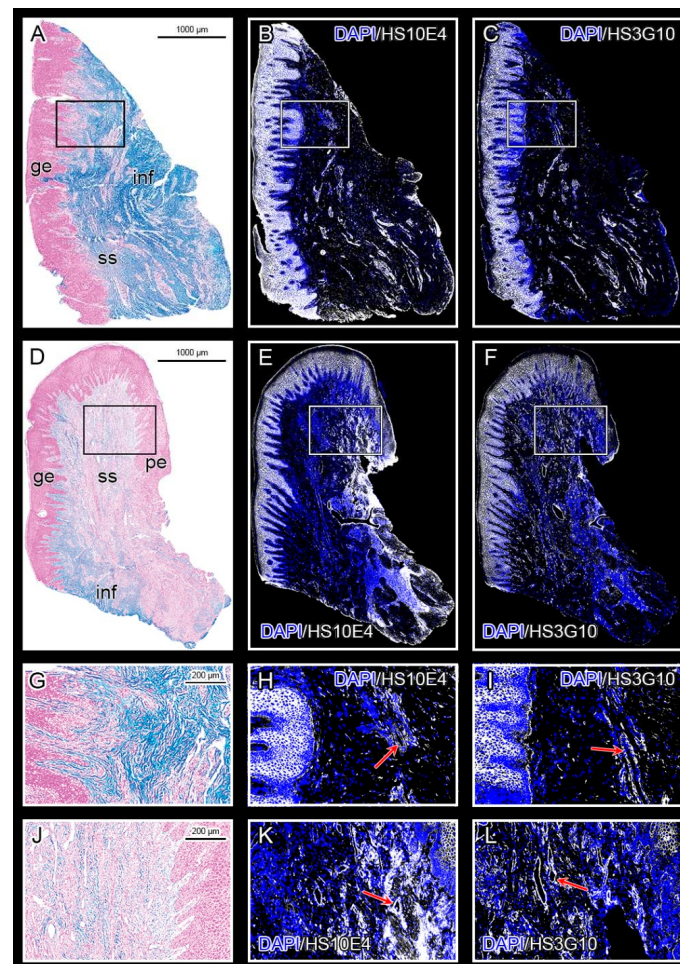 A
1000 µm
ge
inf
ss
B
DAPI/HS10E4
C
DAPI/HS3G10
D
1000 µm
ge
ss
pe
inf
E
DAPI/HS10E4
F
DAPI/HS3G10
G
200 µm
H
DAPI/HS10E4
I
DAPI/HS3G10
J
200 µm
K
DAPI/HS10E4
L
DAPI/HS3G10